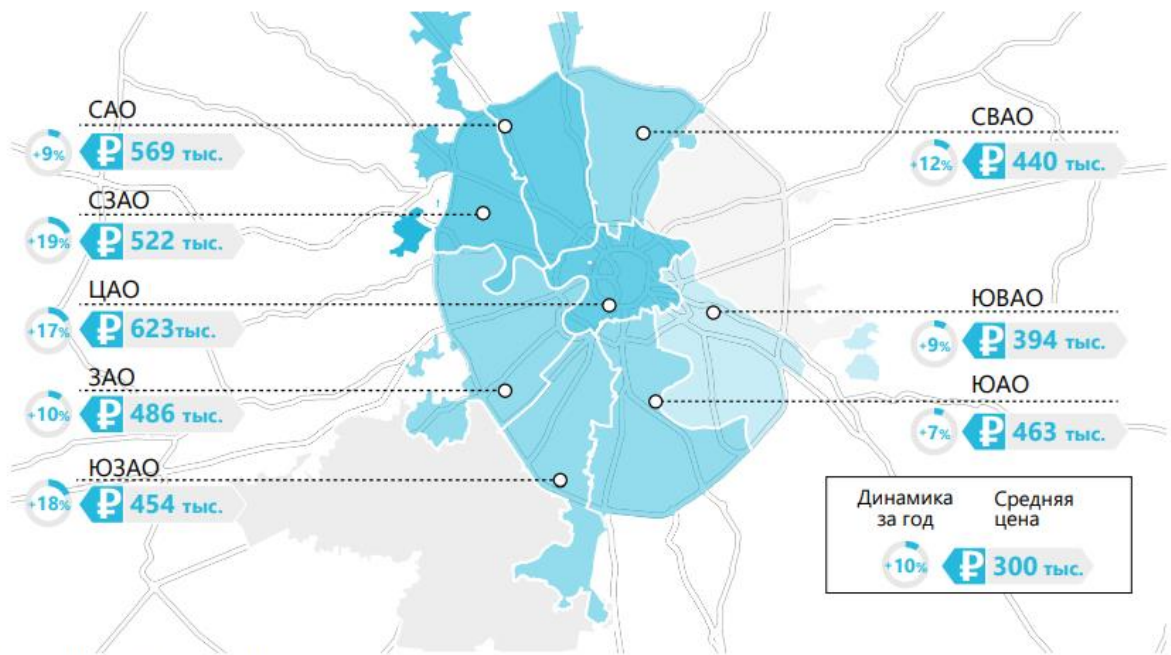 САО
+9% ₽ 569 тыс.
СЗАО
+19% ₽ 522 тыс.
ЦАО
+17% ₽ 623тыс.
ЗАО
+10% ₽ 486 тыс.
ЮЗАО
+18% ₽ 454 тыс.
СВАО
+12% ₽ 440 тыс.
ЮВАО
+9% ₽ 394 тыс.
ЮАО
+7% ₽ 463 тыс.
Динамика за год
Средняя цена
+10% ₽ 300 тыс.